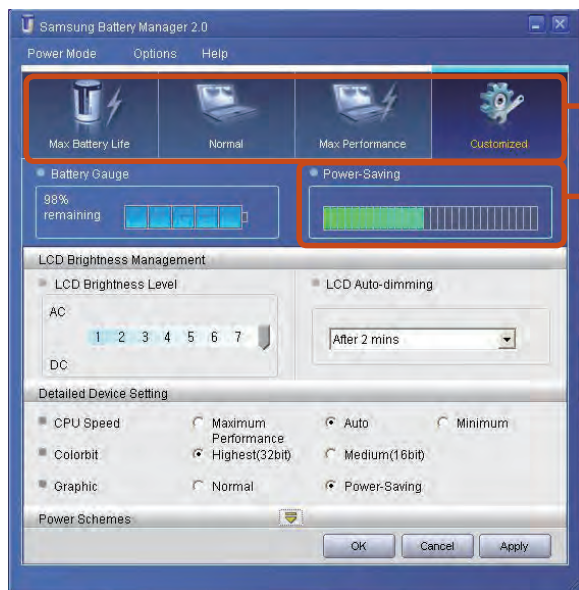 Samsung Battery Manager 2.0
Power Mode Options Help
Max Battery Life Normal Max Performance Customized
Battery Gauge Power-Saving
98%
remaining
LCD Brightness Management
LCD Brightness Level LCD Auto-dimming
AC
1 2 3 4 5 6 7 After 2 mins
DC
Detailed Device Setting
CPU Speed Maximum Auto Minimum
Performance
Colorbit Highest(32bit) Medium(16bit)
Graphic Normal Power-Saving
Power Schemes
OK Cancel Apply